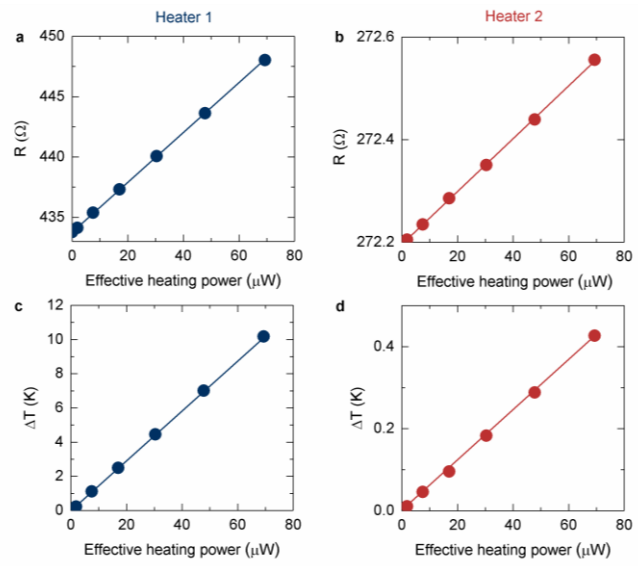 Heater 1
Heater 2
a
b
450
445
440
435
R (Ω)
0 20 40 60 80
Effective heating power (μW)
272.6
272.4
272.2
R (Ω)
0 20 40 60 80
Effective heating power (μW)
c
d
12
10
8
6
4
2
0
ΔT (K)
0 20 40 60 80
Effective heating power (μW)
0.4
0.2
0.0
ΔT (K)
0 20 40 60 80
Effective heating power (μW)